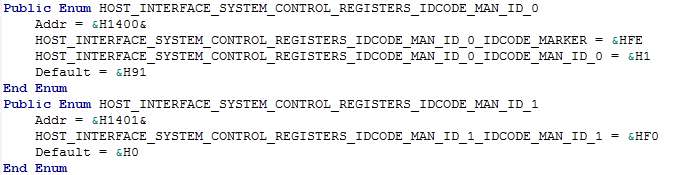 Public Enum HOST_INTERFACE_SYSTEM_CONTROL_REGISTERS_IDCODE_MAN_ID_0
    Addr = &H1400&
    HOST_INTERFACE_SYSTEM_CONTROL_REGISTERS_IDCODE_MAN_ID_0_IDCODE_MARKER = &HFE
    HOST_INTERFACE_SYSTEM_CONTROL_REGISTERS_IDCODE_MAN_ID_0_IDCODE_MAN_ID_0 = &H1
    Default = &H91
End Enum
Public Enum HOST_INTERFACE_SYSTEM_CONTROL_REGISTERS_IDCODE_MAN_ID_1
    Addr = &H1401&
    HOST_INTERFACE_SYSTEM_CONTROL_REGISTERS_IDCODE_MAN_ID_1_IDCODE_MAN_ID_1 = &HF0
    Default = &H0
End Enum